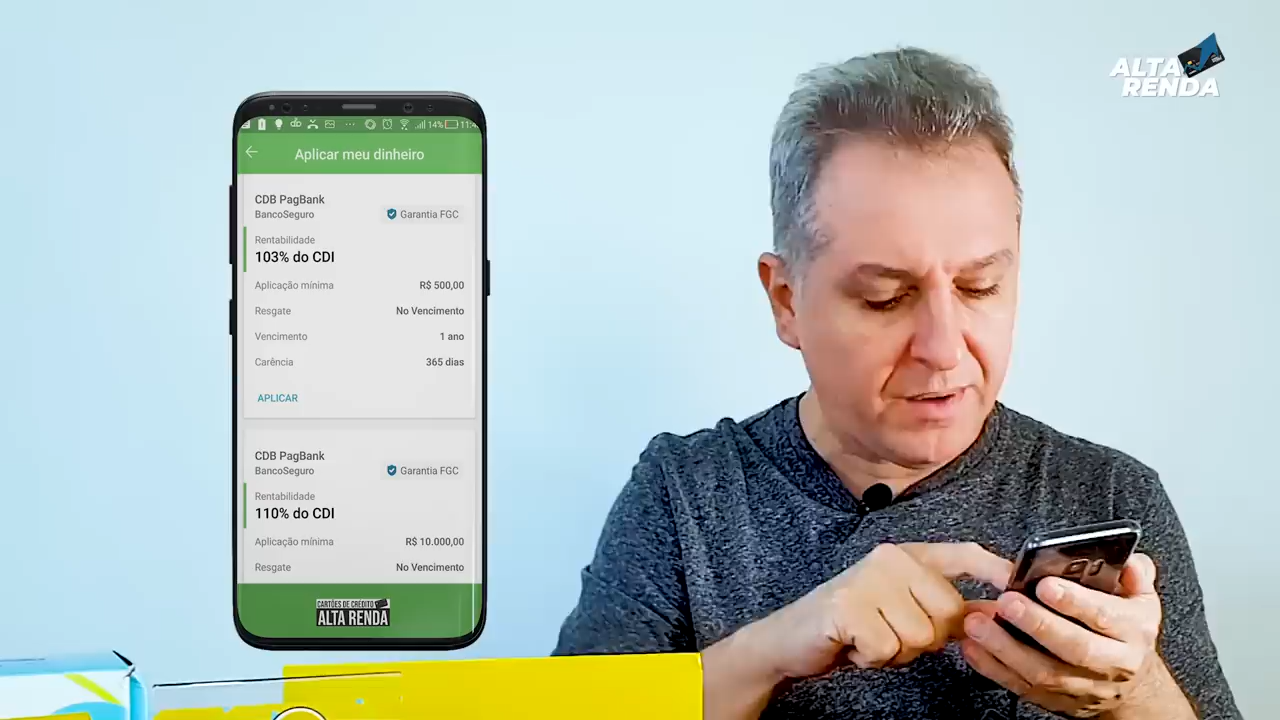 ALTA
RENDA
14% 11:4
Aplicar meu dinheiro
CDB PagBank
BancoSeguro
Garantia FGC
Rentabilidade
103% do CDI
Aplicação mínima R$ 500,00
Resgate No Vencimento
Vencimento 1 ano
Carência 365 dias
APLICAR
CDB PagBank
BancoSeguro
Garantia FGC
Rentabilidade
110% do CDI
Aplicação mínima R$ 10.000,00
Resgate No Vencimento
CARTÕES DE CRÉDITO
ALTA RENDA